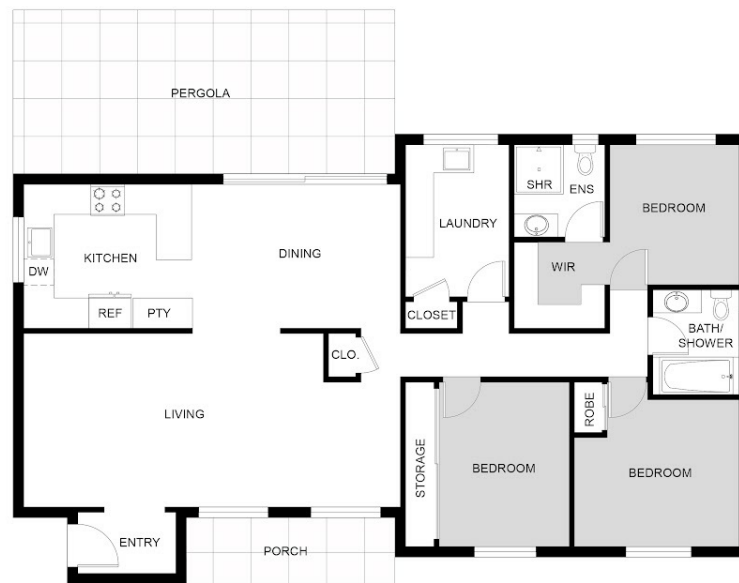 PERGOLA
SHR
ENS
BEDROOM
LAUNDRY
KITCHEN
DINING
WIR
DW
REF
PTY
CLOSET
BATH/
SHOWER
CLO.
LIVING
ROBE
STORAGE
BEDROOM
BEDROOM
ENTRY
PORCH